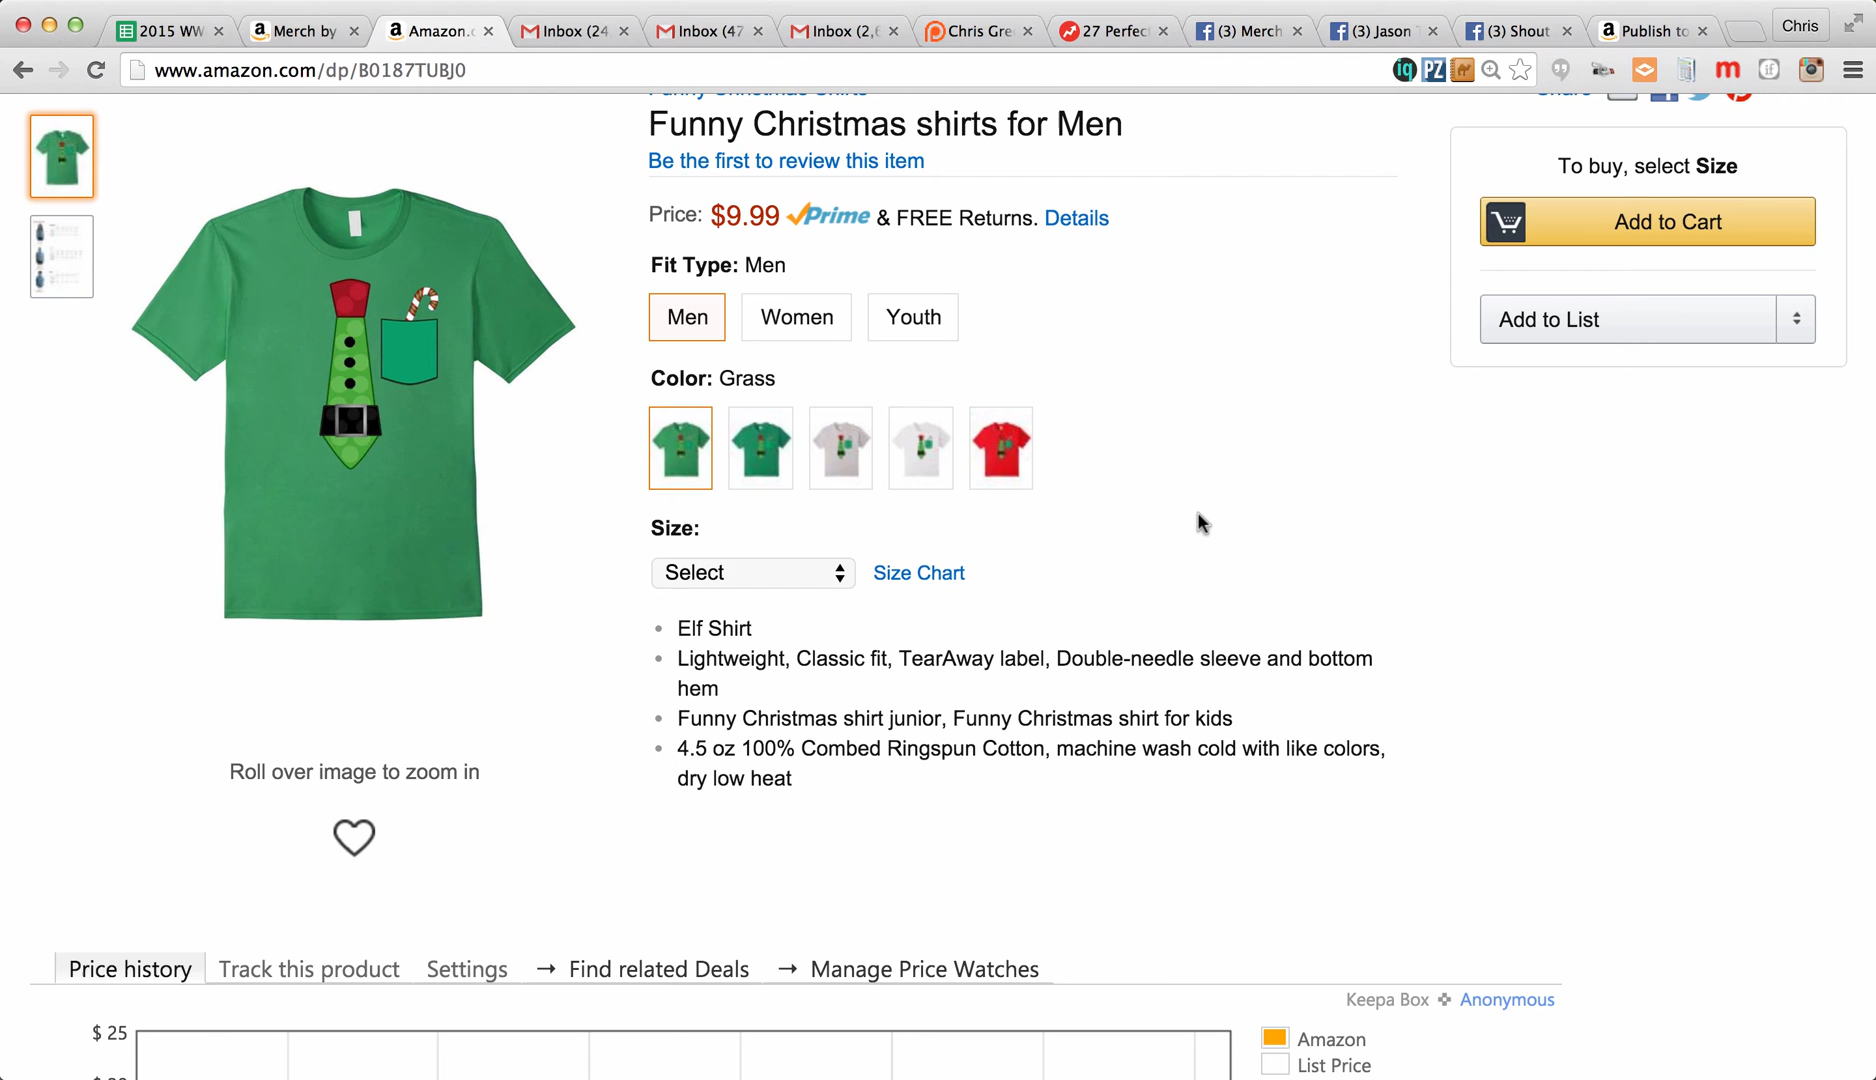 2015 WW
Merch by
Amazon.c
Inbox (24
Inbox (47
Inbox (2,6
Chris Gre
27 Perfec
(3) Merch
(3) Jason
(3) Shout
Publish to
Chris
www.amazon.com/dp/B0187TUBJ0
iq
PZ
m
if
Funny Christmas shirts for Men
Be the first to review this item
Price: $9.99 Prime & FREE Returns. Details
Fit Type: Men
Men
Women
Youth
Color: Grass
Size:
Select
Size Chart
Elf Shirt
Lightweight, Classic fit, TearAway label, Double-needle sleeve and bottom
hem
Funny Christmas shirt junior, Funny Christmas shirt for kids
4.5 oz 100% Combed Ringspun Cotton, machine wash cold with like colors,
dry low heat
To buy, select Size
Add to Cart
Add to List
Roll over image to zoom in
Price history
Track this product
Settings
→ Find related Deals
→ Manage Price Watches
Keepa Box
Anonymous
$ 25
Amazon
List Price